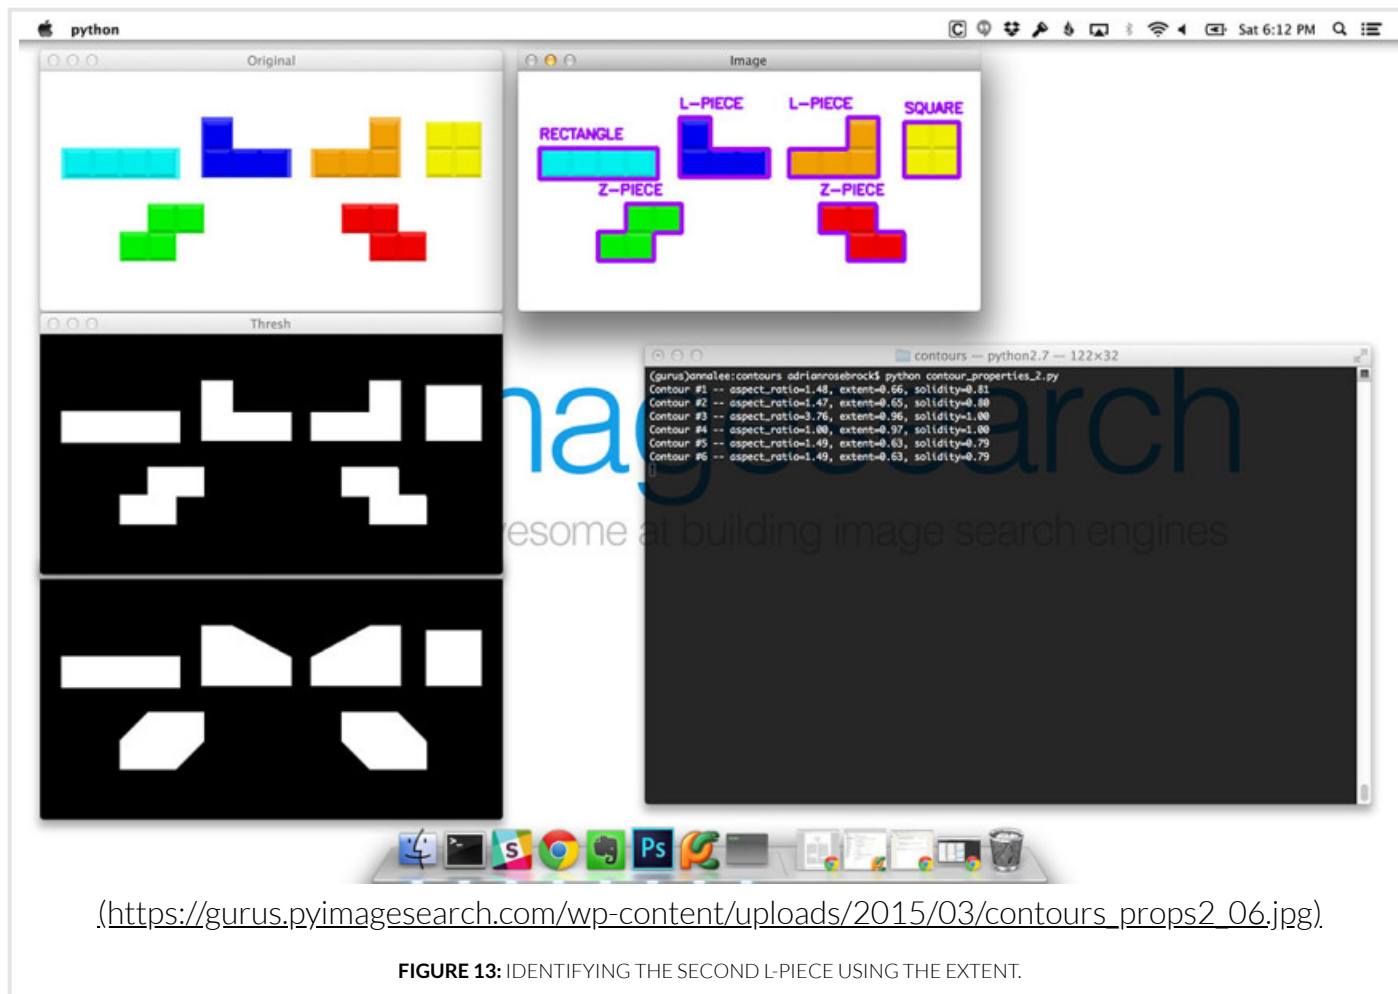 python
Sat 6:12 PM
Original
Image
L-PIECE
L-PIECE
SQUARE
RECTANGLE
Z-PIECE
Z-PIECE
Thresh
contours — python2.7 — 122×32
(gurus)annalee:contours adrianrosebrock$ python contour_properties_2.py
Contour #1 -- aspect_ratio=1.48, extent=0.66, solidity=0.81
Contour #2 -- aspect_ratio=1.47, extent=0.65, solidity=0.80
Contour #3 -- aspect_ratio=3.76, extent=0.96, solidity=1.00
Contour #4 -- aspect_ratio=1.00, extent=0.97, solidity=1.00
Contour #5 -- aspect_ratio=1.49, extent=0.63, solidity=0.79
Contour #6 -- aspect_ratio=1.49, extent=0.63, solidity=0.79
magesearch
esome at building image search engines
S
Ps
(https://gurus.pyimagesearch.com/wp-content/uploads/2015/03/contours_props2_06.jpg)
FIGURE 13: IDENTIFYING THE SECOND L-PIECE USING THE EXTENT.